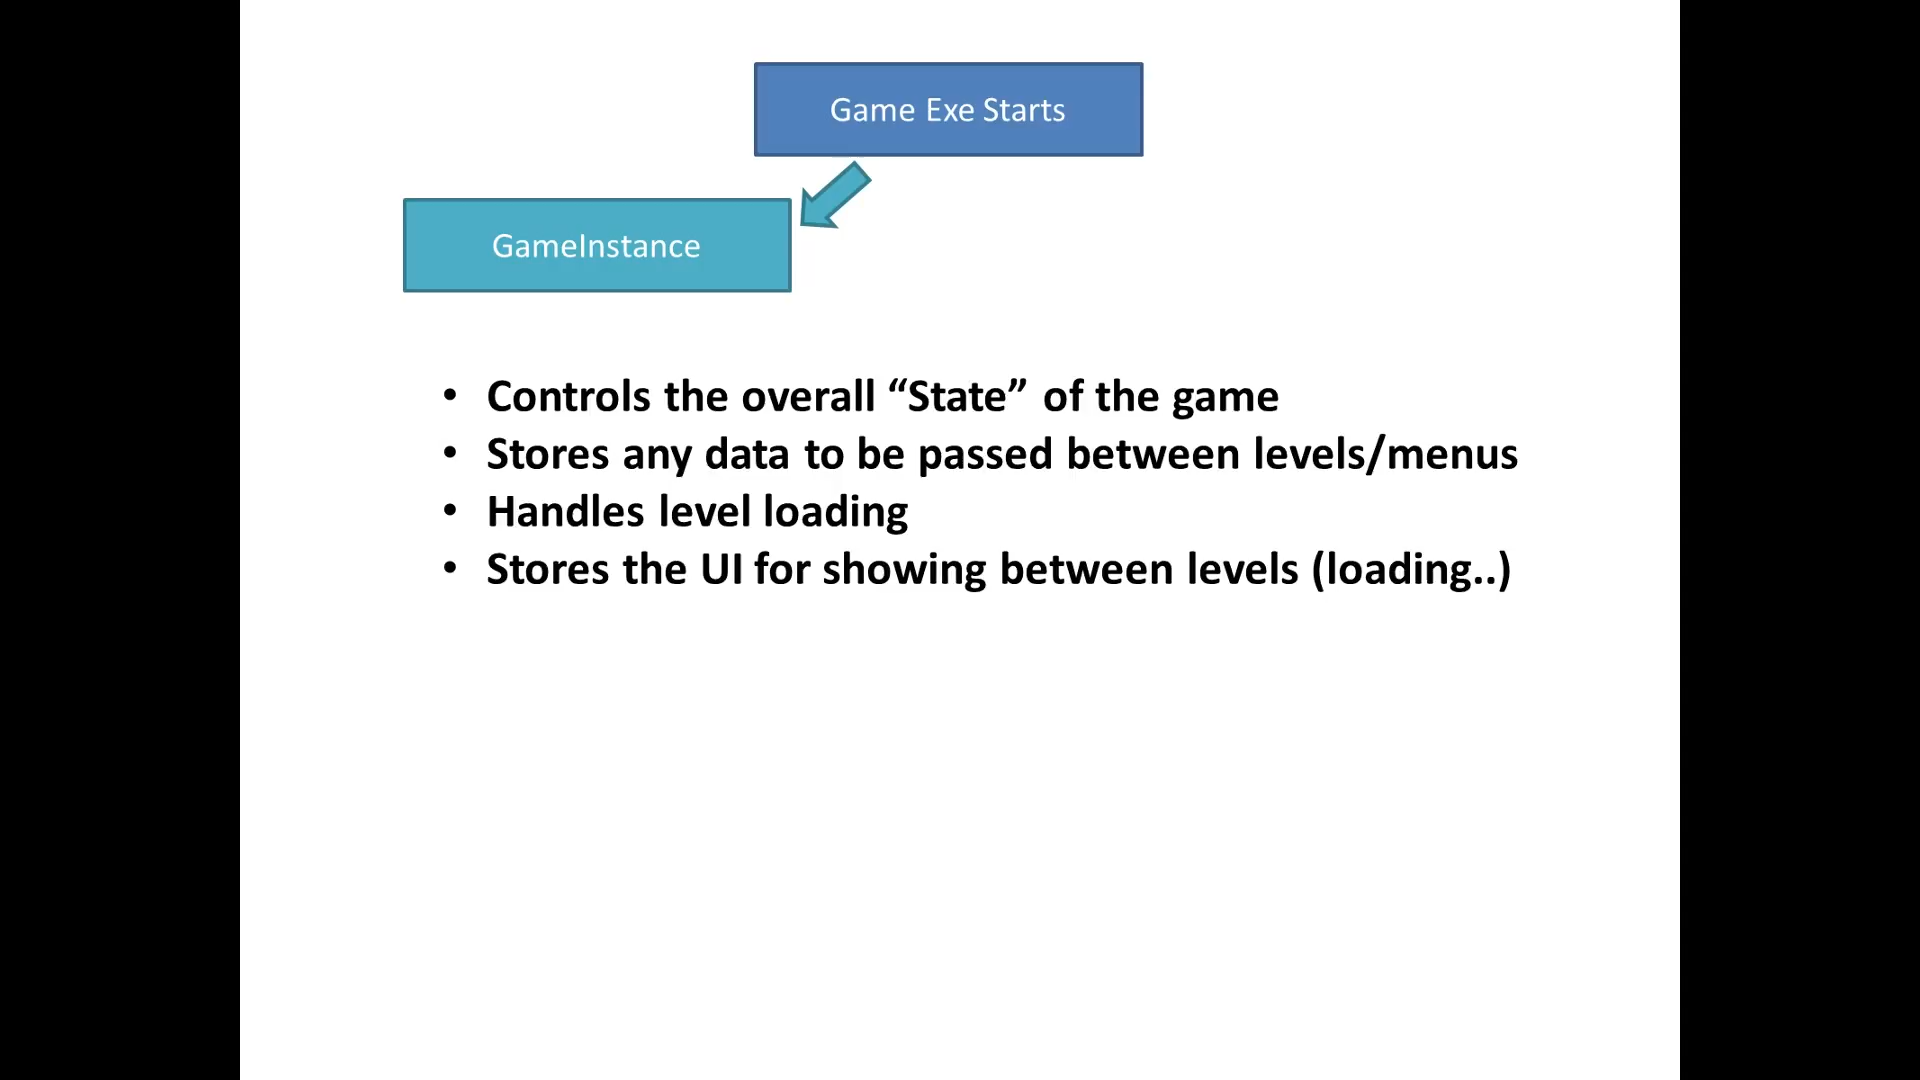 Game Exe Starts
GameInstance
• Controls the overall “State” of the game
• Stores any data to be passed between levels/menus
• Handles level loading
• Stores the UI for showing between levels (loading..)